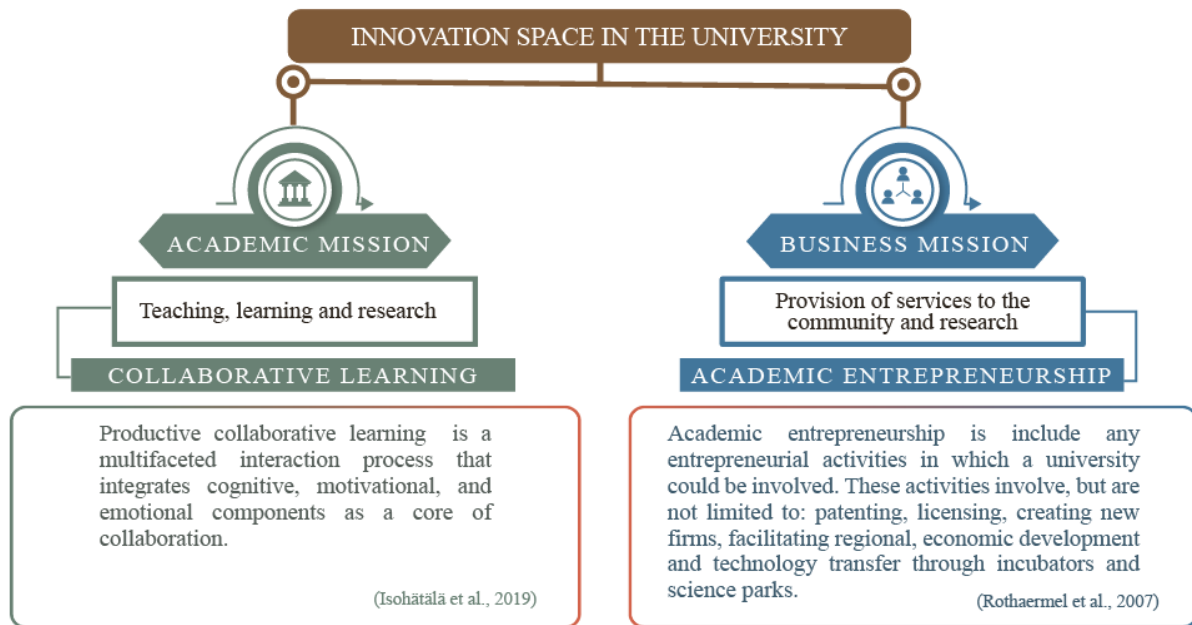 INNOVATION SPACE IN THE UNIVERSITY
ACADEMIC MISSION
Teaching, learning and research
COLLABORATIVE LEARNING
Productive collaborative learning is a
multifaceted interaction process that
integrates cognitive, motivational, and
emotional components as a core of
collaboration.
(Isohätälä et al., 2019)
BUSINESS MISSION
Provision of services to the
community and research
ACADEMIC ENTREPRENEURSHIP
Academic entrepreneurship is include any
entrepreneurial activities in which a university
could be involved. These activities involve, but are
not limited to: patenting, licensing, creating new
firms, facilitating regional, economic development
and technology transfer through incubators and
science parks.
(Rothaermel et al., 2007)